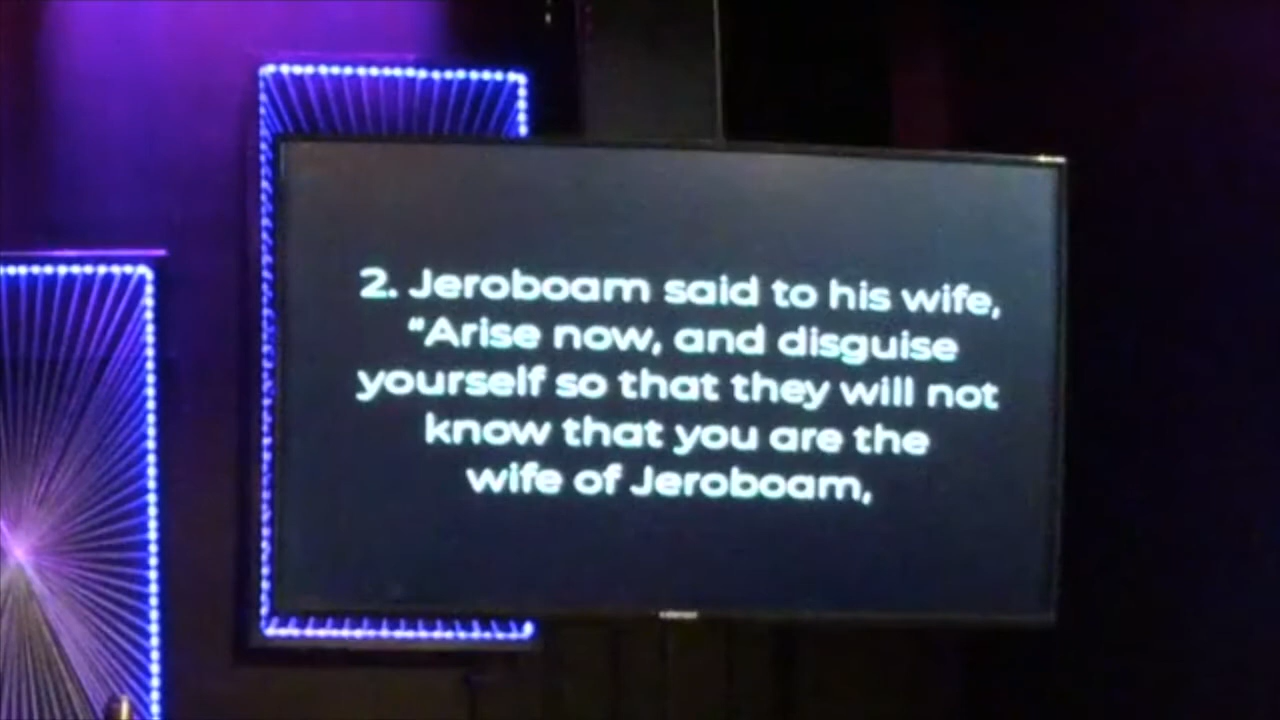 2. Jeroboam said to his wife,
“Arise now, and disguise
yourself so that they will not
know that you are the
wife of Jeroboam,